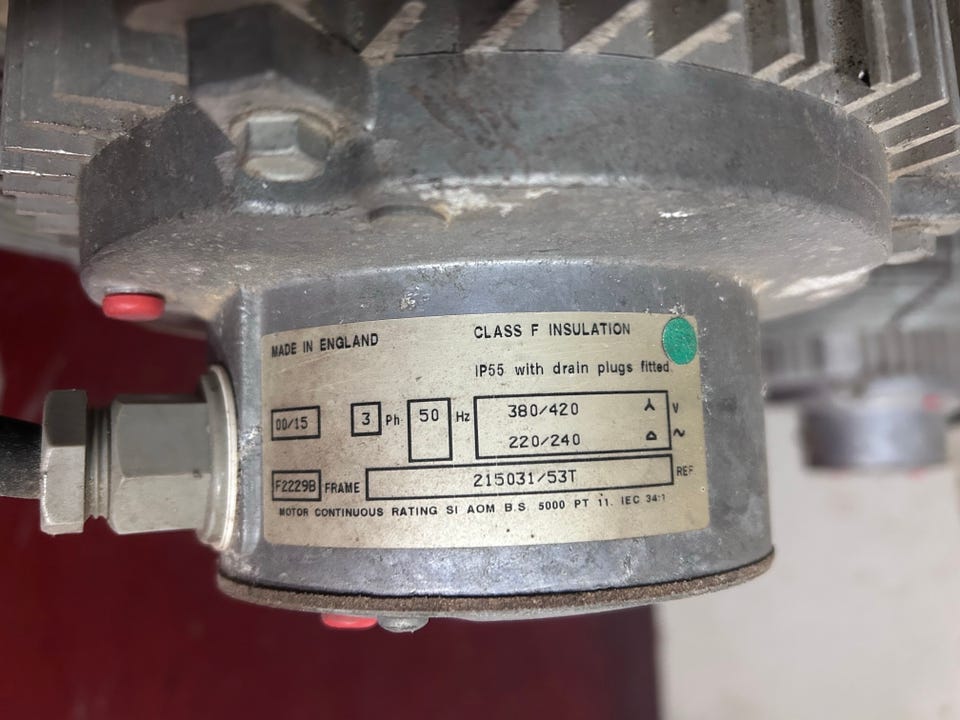 MADE IN ENGLAND
CLASS F INSULATION
IP55 with drain plugs fitted
00/15 3 Ph 50 Hz 380/420 V
220/240 ~
F2229B FRAME 215031/53T REF
MOTOR CONTINUOUS RATING SI AOM B.S. 5000 PT 11. IEC 34-1